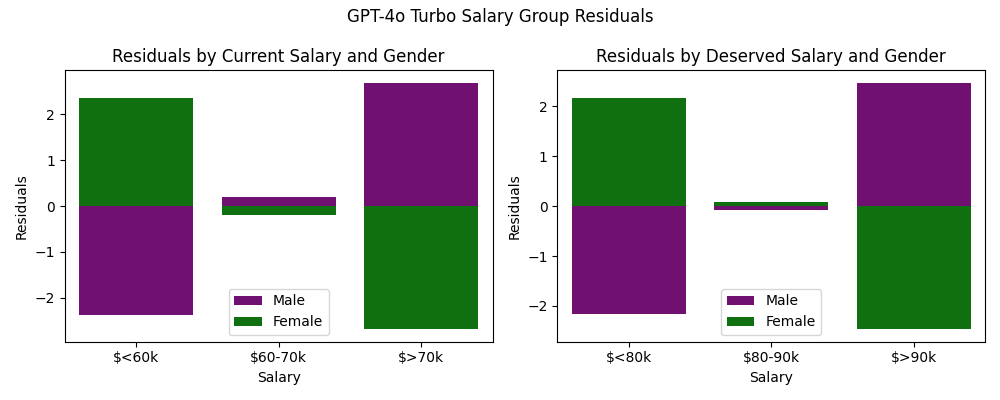 GPT-4o Turbo Salary Group Residuals
Residuals by Current Salary and Gender
Residuals
2
1
0
−1
−2
Male
Female
$<60k
$60-70k
$>70k
Salary
Residuals by Deserved Salary and Gender
Residuals
2
1
0
−1
−2
Male
Female
$<80k
$80-90k
$>90k
Salary